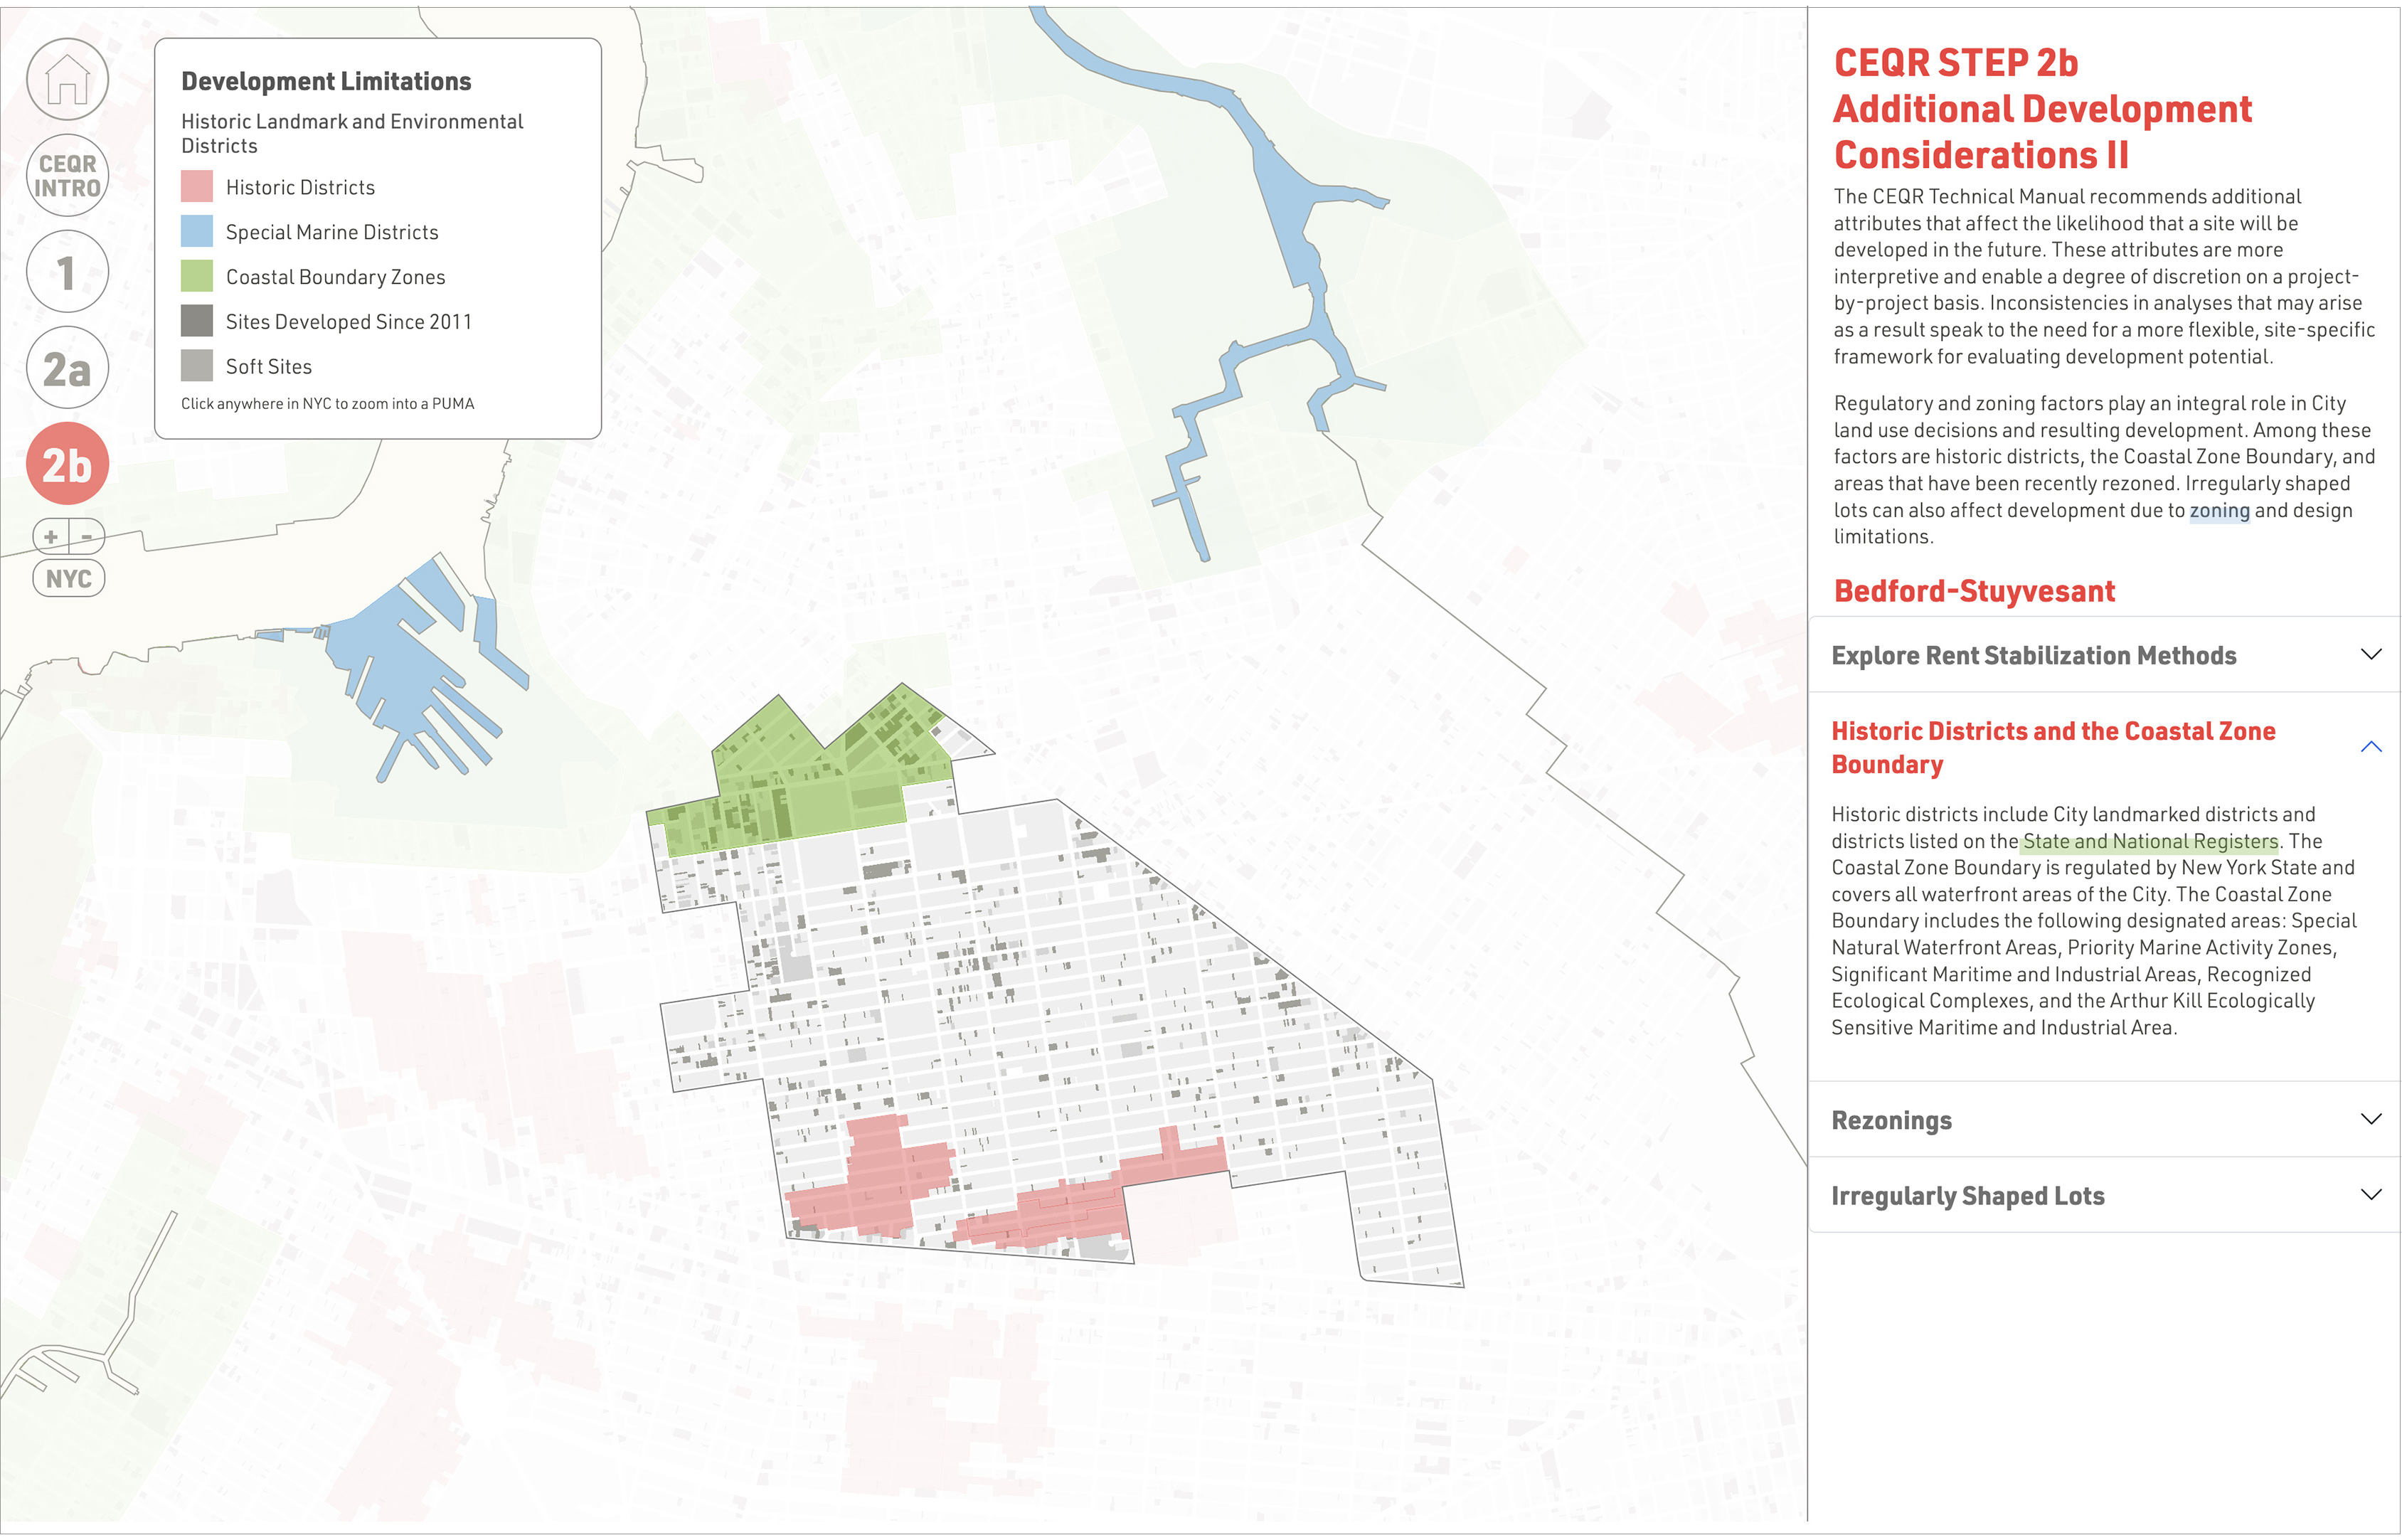 CEQR
INTRO
1
2a
2b
+ -
NYC
Development Limitations
Historic Landmark and Environmental
Districts
Historic Districts
Special Marine Districts
Coastal Boundary Zones
Sites Developed Since 2011
Soft Sites
Click anywhere in NYC to zoom into a PUMA
CEQR STEP 2b
Additional Development
Considerations II
The CEQR Technical Manual recommends additional
attributes that affect the likelihood that a site will be
developed in the future. These attributes are more
interpretive and enable a degree of discretion on a project-
by-project basis. Inconsistencies in analyses that may arise
as a result speak to the need for a more flexible, site-specific
framework for evaluating development potential.
Regulatory and zoning factors play an integral role in City
land use decisions and resulting development. Among these
factors are historic districts, the Coastal Zone Boundary, and
areas that have been recently rezoned. Irregularly shaped
lots can also affect development due to zoning and design
limitations.
Bedford-Stuyvesant
Explore Rent Stabilization Methods
Historic Districts and the Coastal Zone
Boundary
Historic districts include City landmarked districts and
districts listed on the State and National Registers. The
Coastal Zone Boundary is regulated by New York State and
covers all waterfront areas of the City. The Coastal Zone
Boundary includes the following designated areas: Special
Natural Waterfront Areas, Priority Marine Activity Zones,
Significant Maritime and Industrial Areas, Recognized
Ecological Complexes, and the Arthur Kill Ecologically
Sensitive Maritime and Industrial Area.
Rezonings
Irregularly Shaped Lots